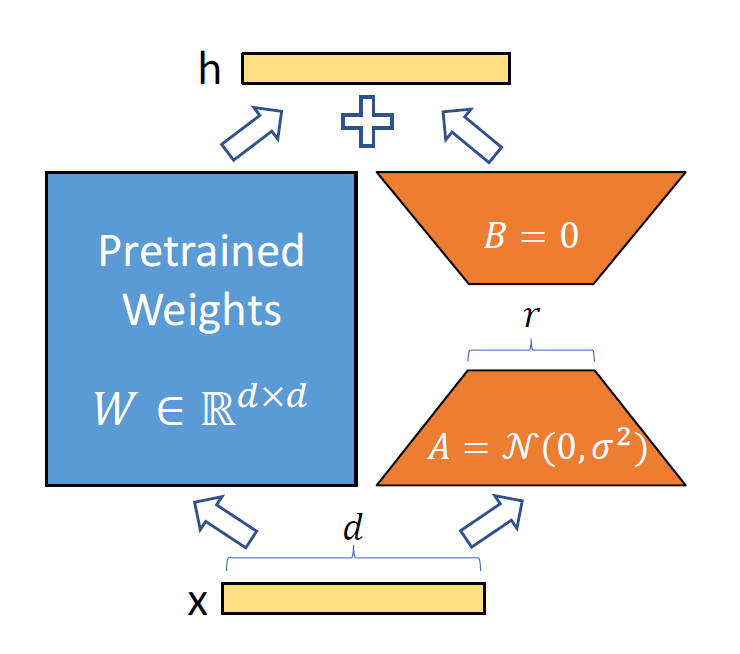 h
Pretrained
Weights
W ∈ ℝ^{d×d}
B = 0
r
A = 𝒩(0, σ²)
d
x